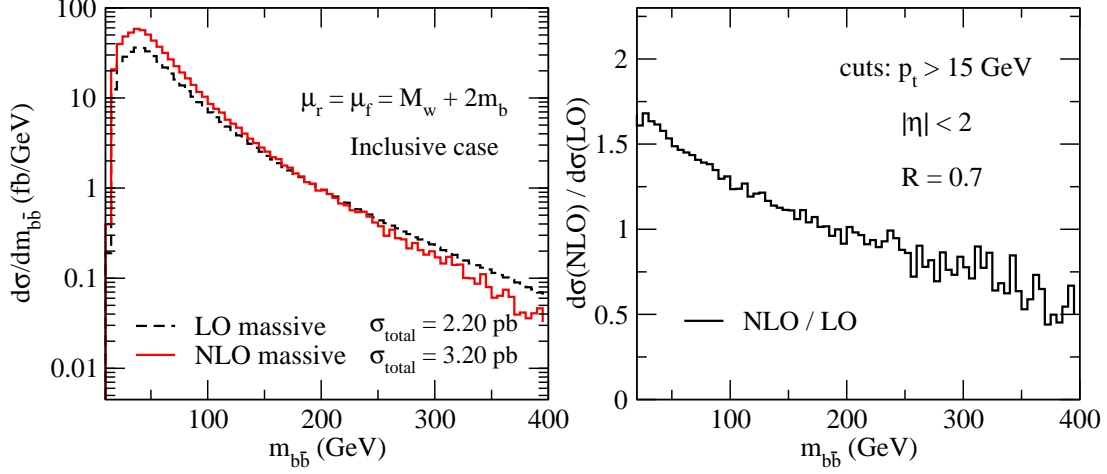 100
10
1
0.1
0.01
dσ/dm_{bb̄} (fb/GeV)
μ_r = μ_f = M_w + 2m_b
Inclusive case
LO massive σ_total = 2.20 pb
NLO massive σ_total = 3.20 pb
100 200 300 400
m_{bb̄} (GeV)
2
1.5
1
0.5
0
dσ(NLO) / dσ(LO)
cuts: p_t > 15 GeV
|η| < 2
R = 0.7
NLO / LO
100 200 300 400
m_{bb̄} (GeV)